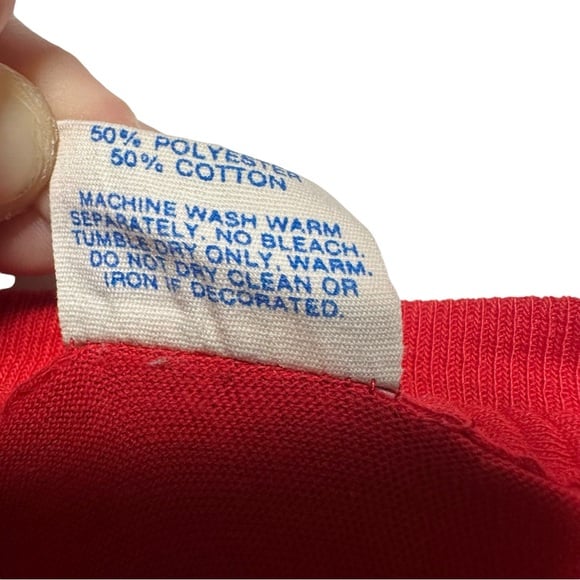 50% POLYESTER
50% COTTON
MACHINE WASH WARM
SEPARATELY. NO BLEACH.
TUMBLE DRY ONLY, WARM.
DO NOT DRY CLEAN OR
IRON IF DECORATED.